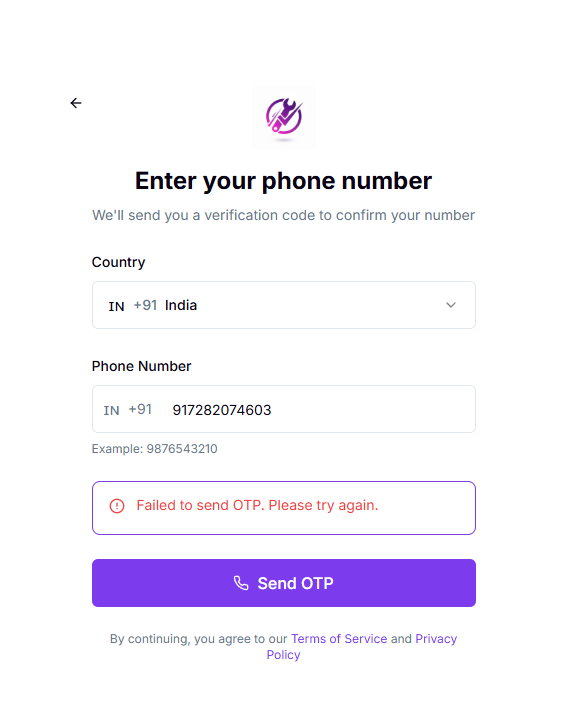 Enter your phone number
We'll send you a verification code to confirm your number
Country
IN +91 India
Phone Number
IN +91 917282074603
Example: 9876543210
Failed to send OTP. Please try again.
Send OTP
By continuing, you agree to our Terms of Service and Privacy
Policy